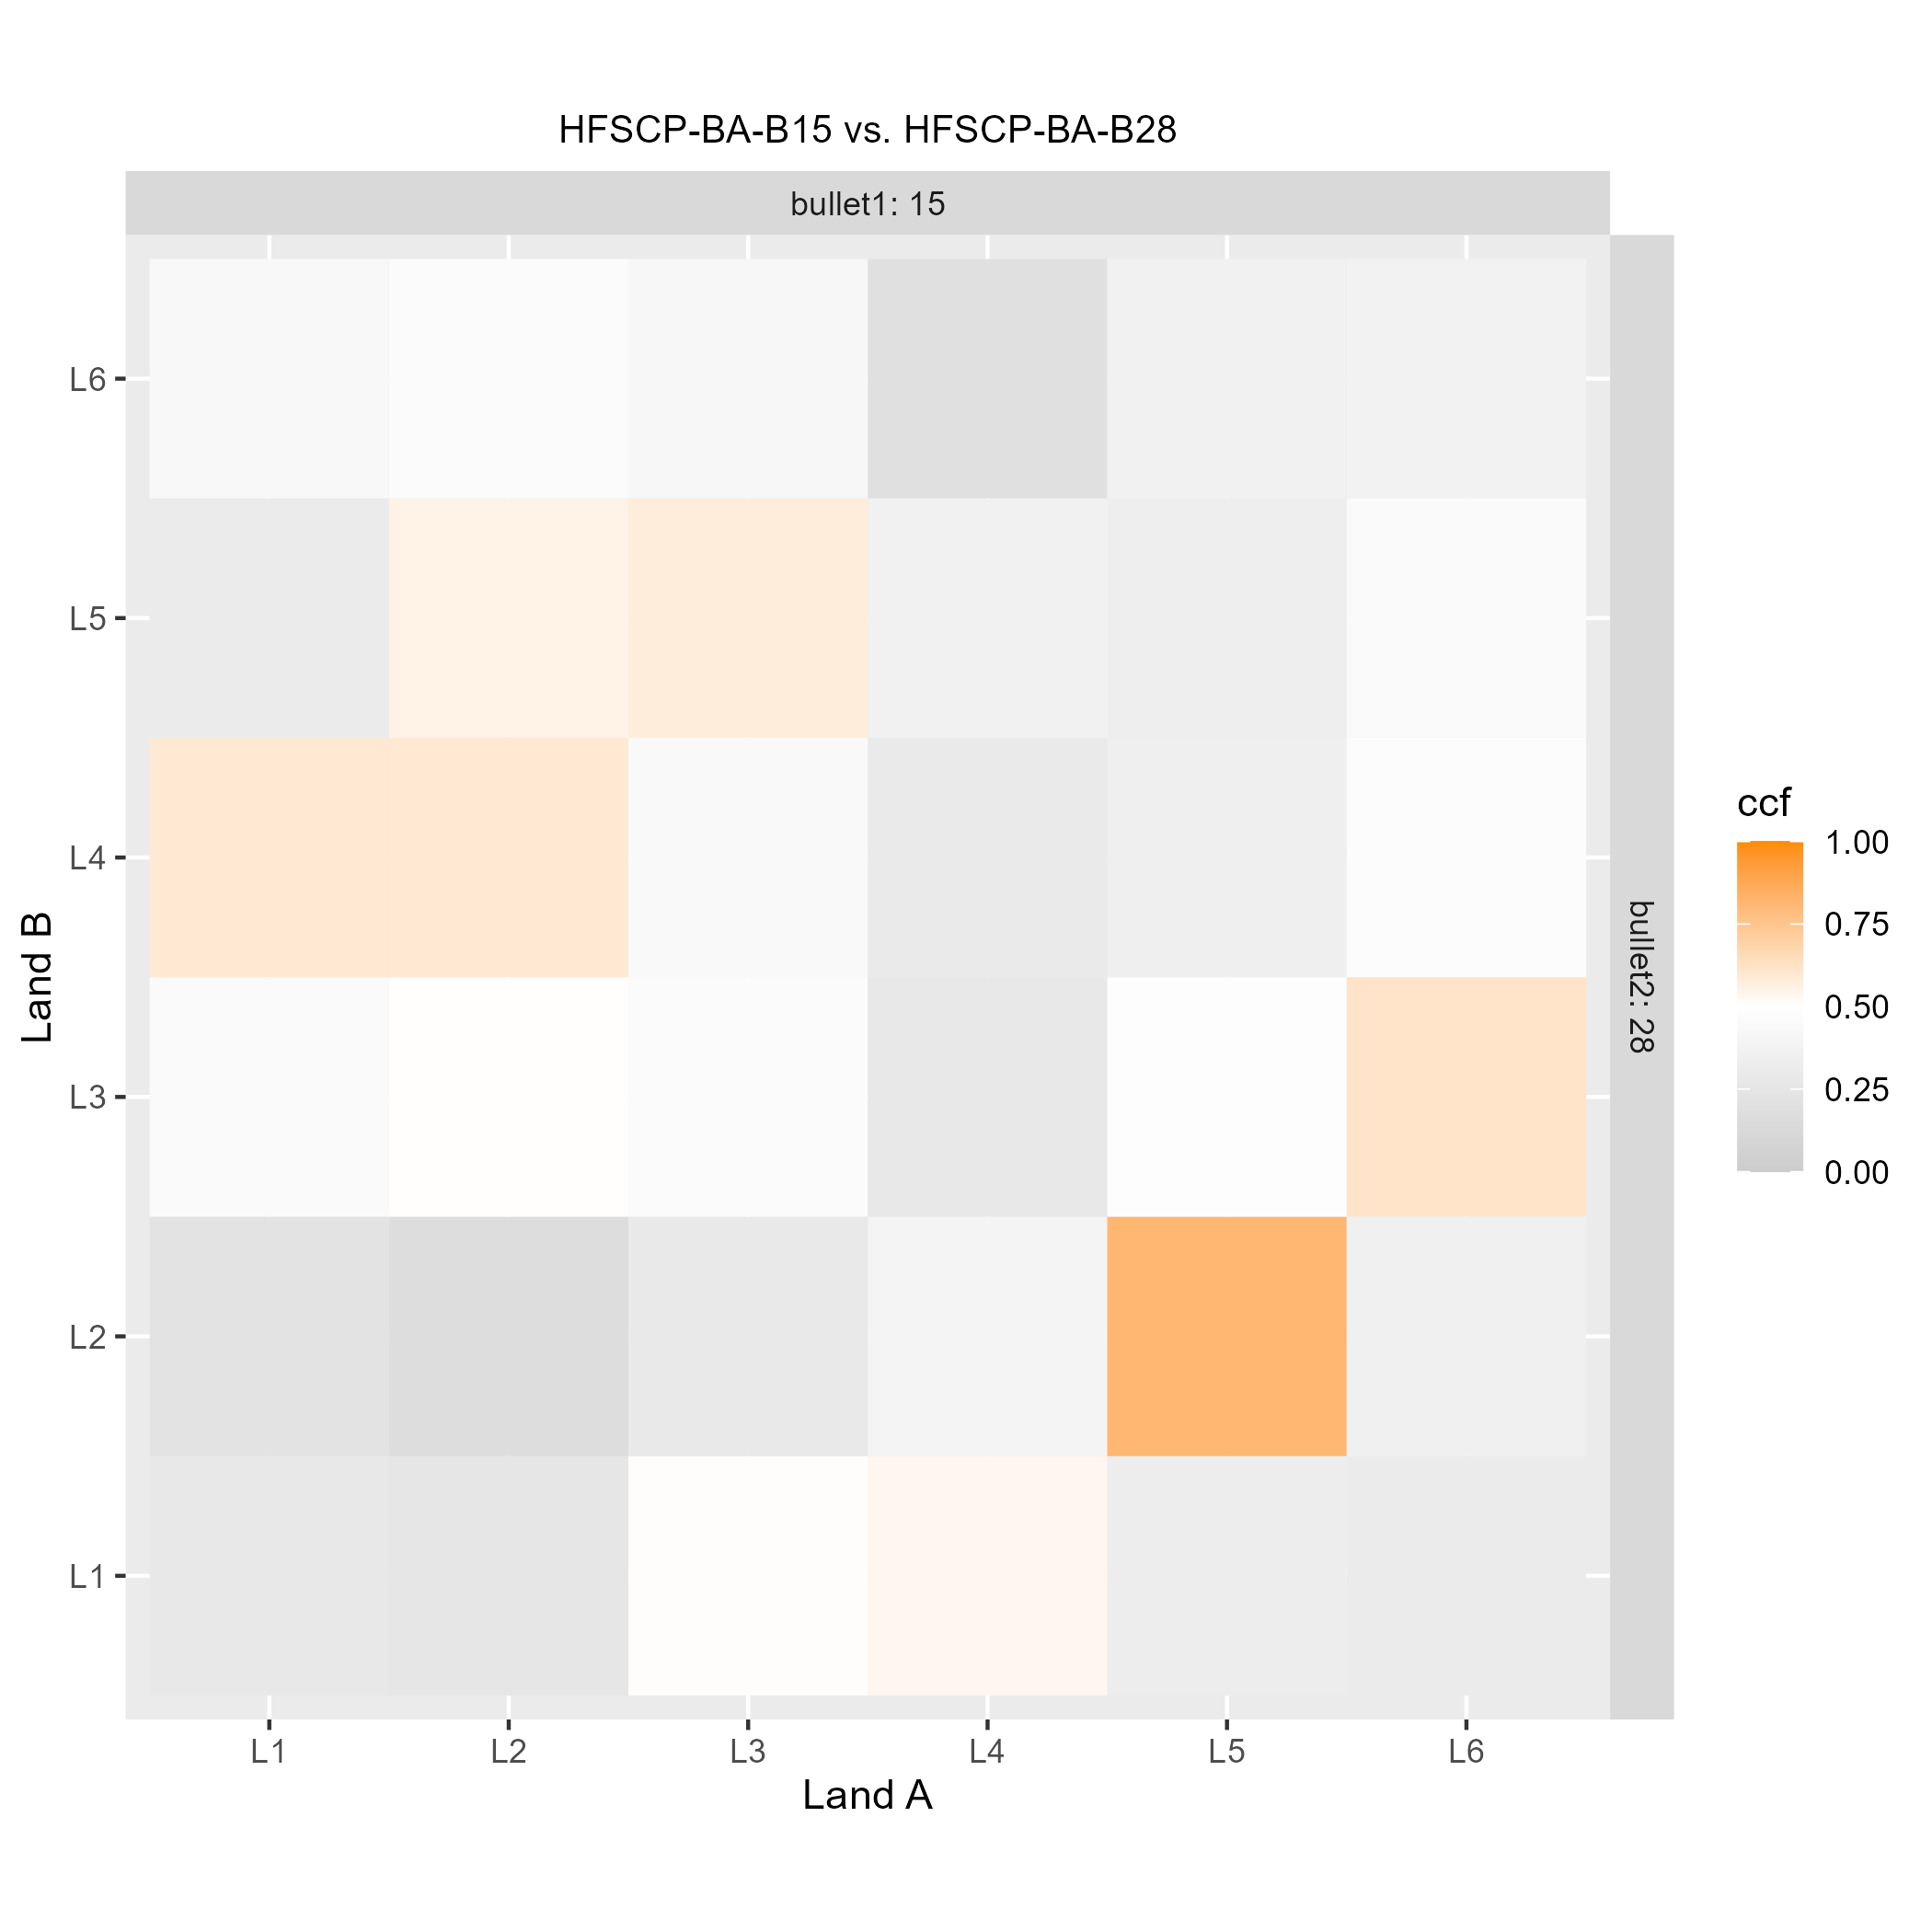 HFSCP-BA-B15 vs. HFSCP-BA-B28
bullet1: 15
L6
L5
L4
L3
L2
L1
Land B
L1 L2 L3 L4 L5 L6
Land A
bullet2: 28
ccf
1.00
0.75
0.50
0.25
0.00